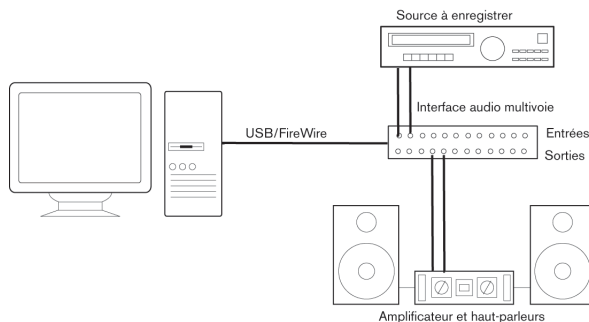 Source à enregistrer
Interface audio multivoie
USB/FireWire
Entrées
Sorties
Amplificateur et haut-parleurs